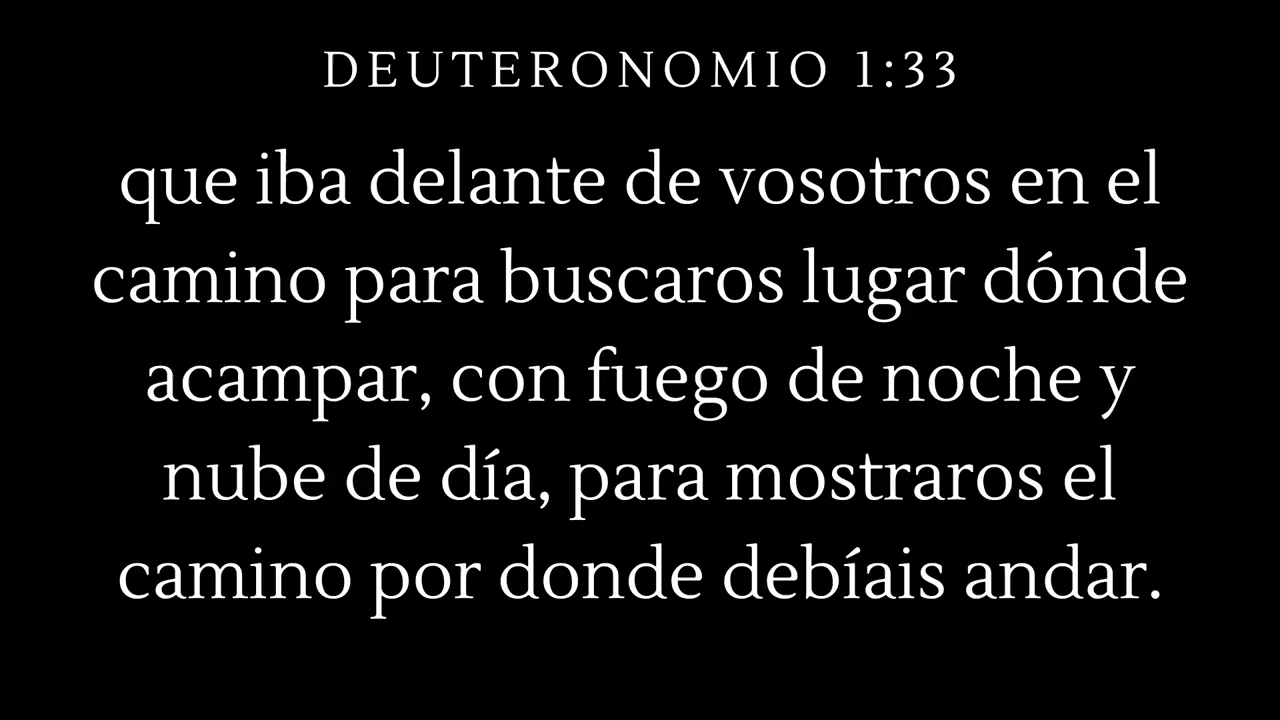 DEUTERONOMIO 1:33
que iba delante de vosotros en el
camino para buscaros lugar dónde
acampar, con fuego de noche y
nube de día, para mostraros el
camino por donde debíais andar.